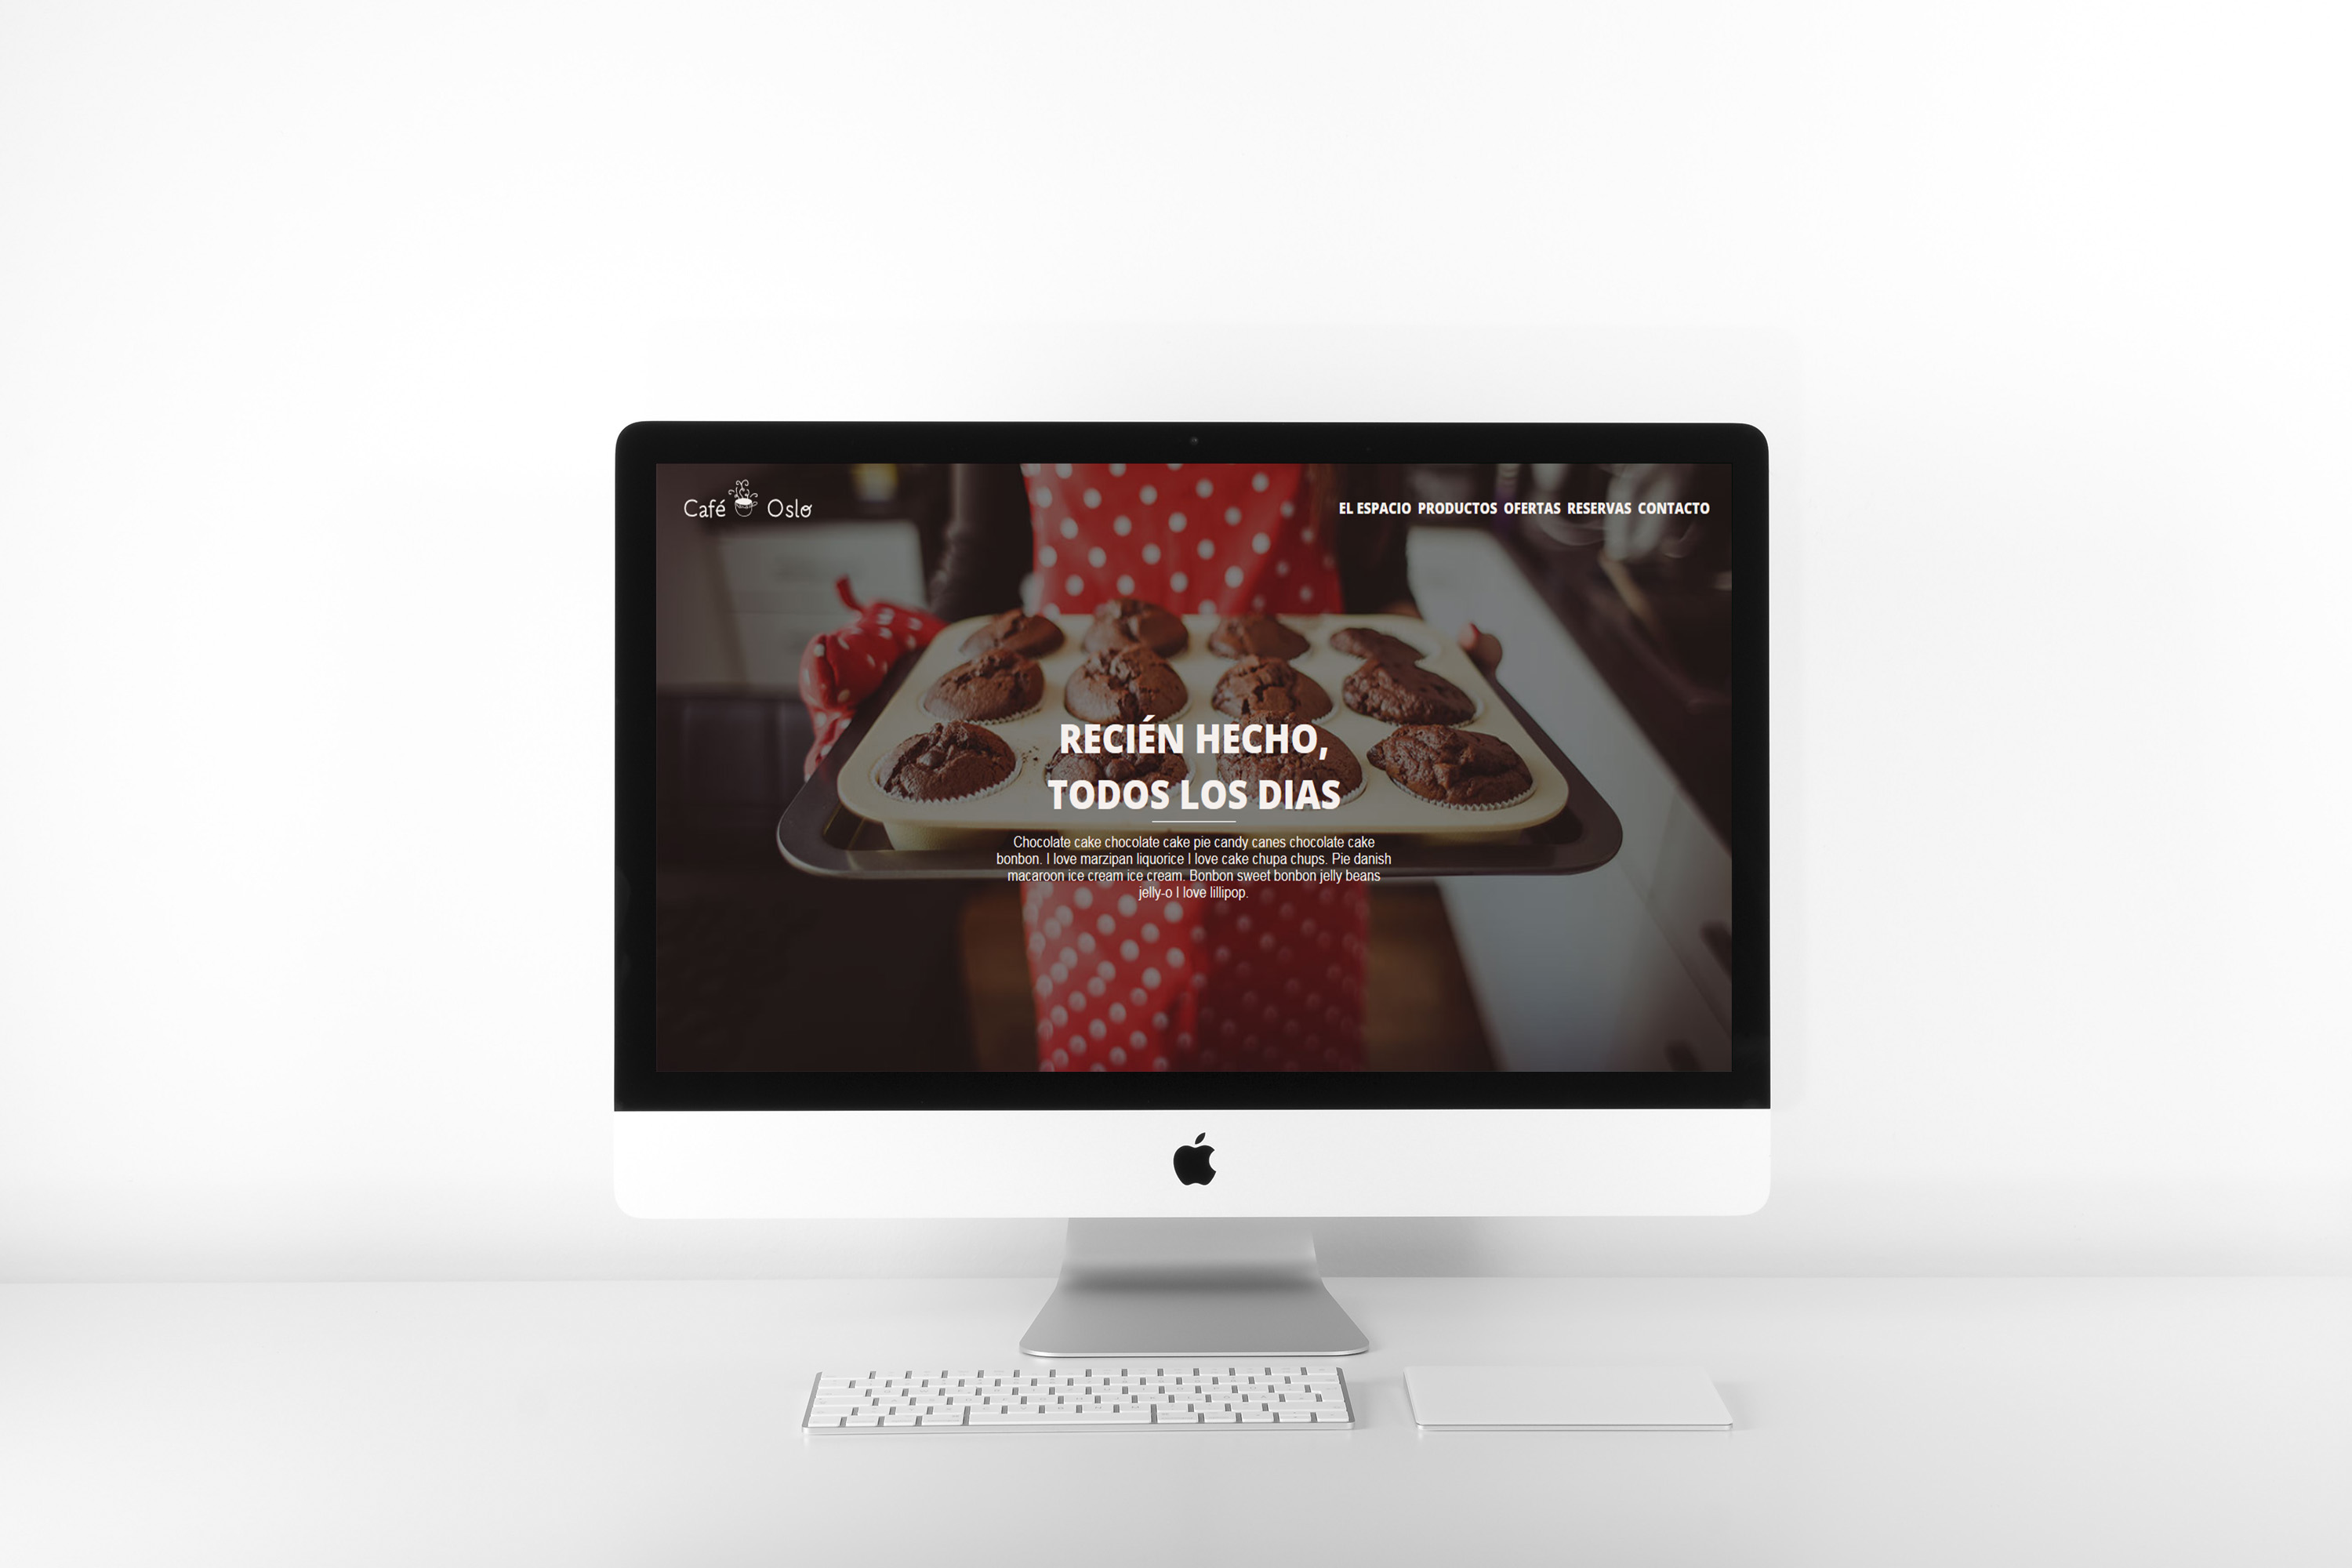 Café Oslo
EL ESPACIO PRODUCTOS OFERTAS RESERVAS CONTACTO
RECIÉN HECHO,
TODOS LOS DIAS
Chocolate cake chocolate cake pie candy canes chocolate cake
bonbon. I love marzipan liquorice I love cake chupa chups. Pie danish
macaroon ice cream ice cream. Bonbon sweet bonbon jelly beans
jelly-o I love lillipop.